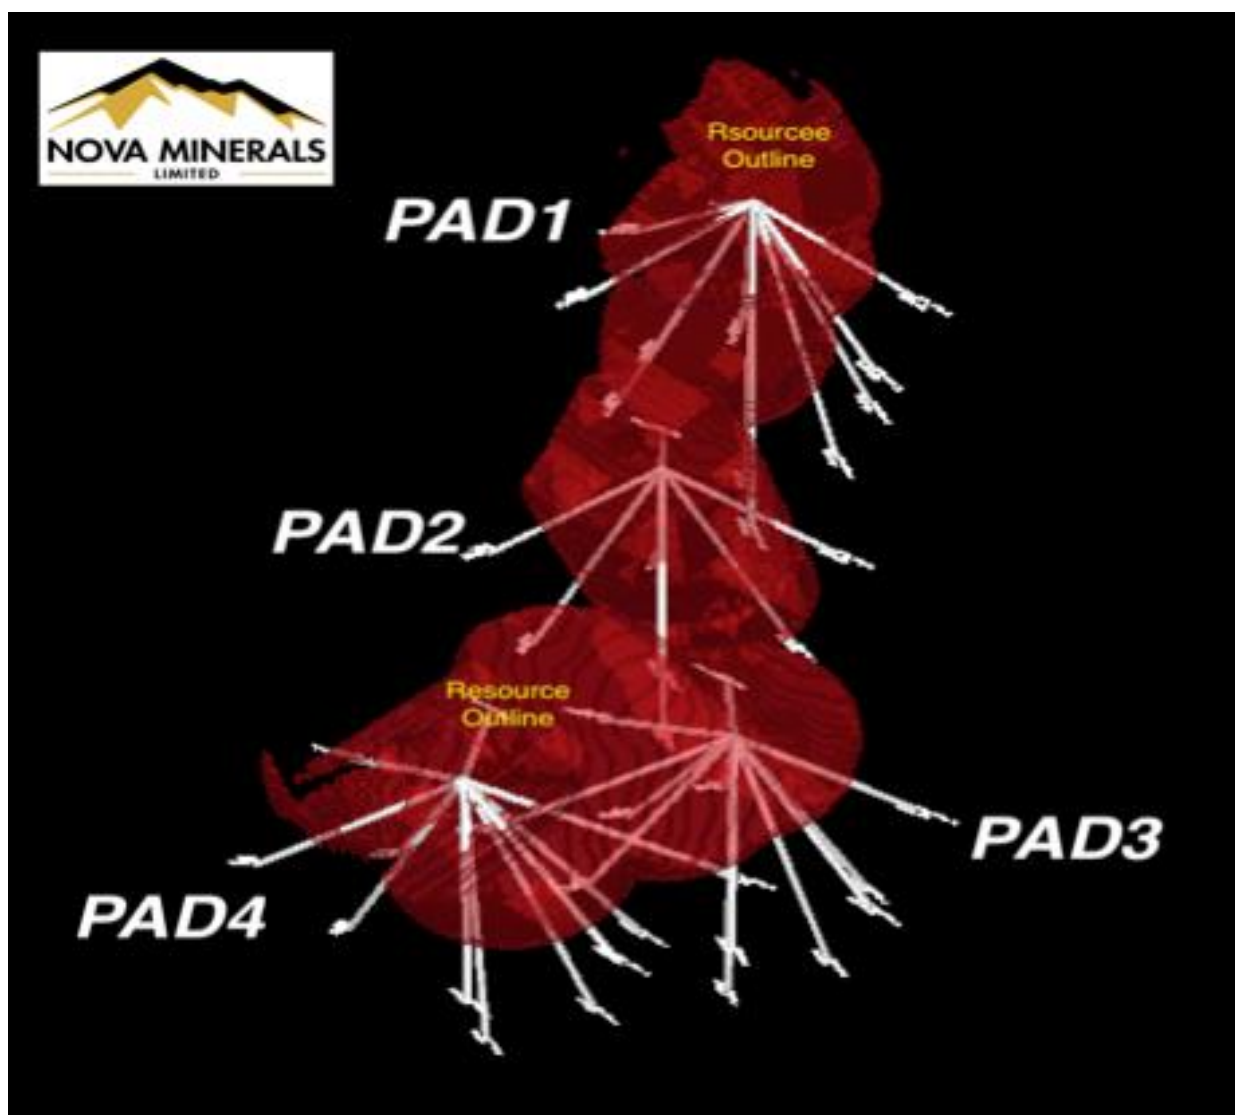 NOVA MINERALS
LIMITED
Rsourcee
Outline
PAD1
PAD2
Resource
Outline
PAD3
PAD4